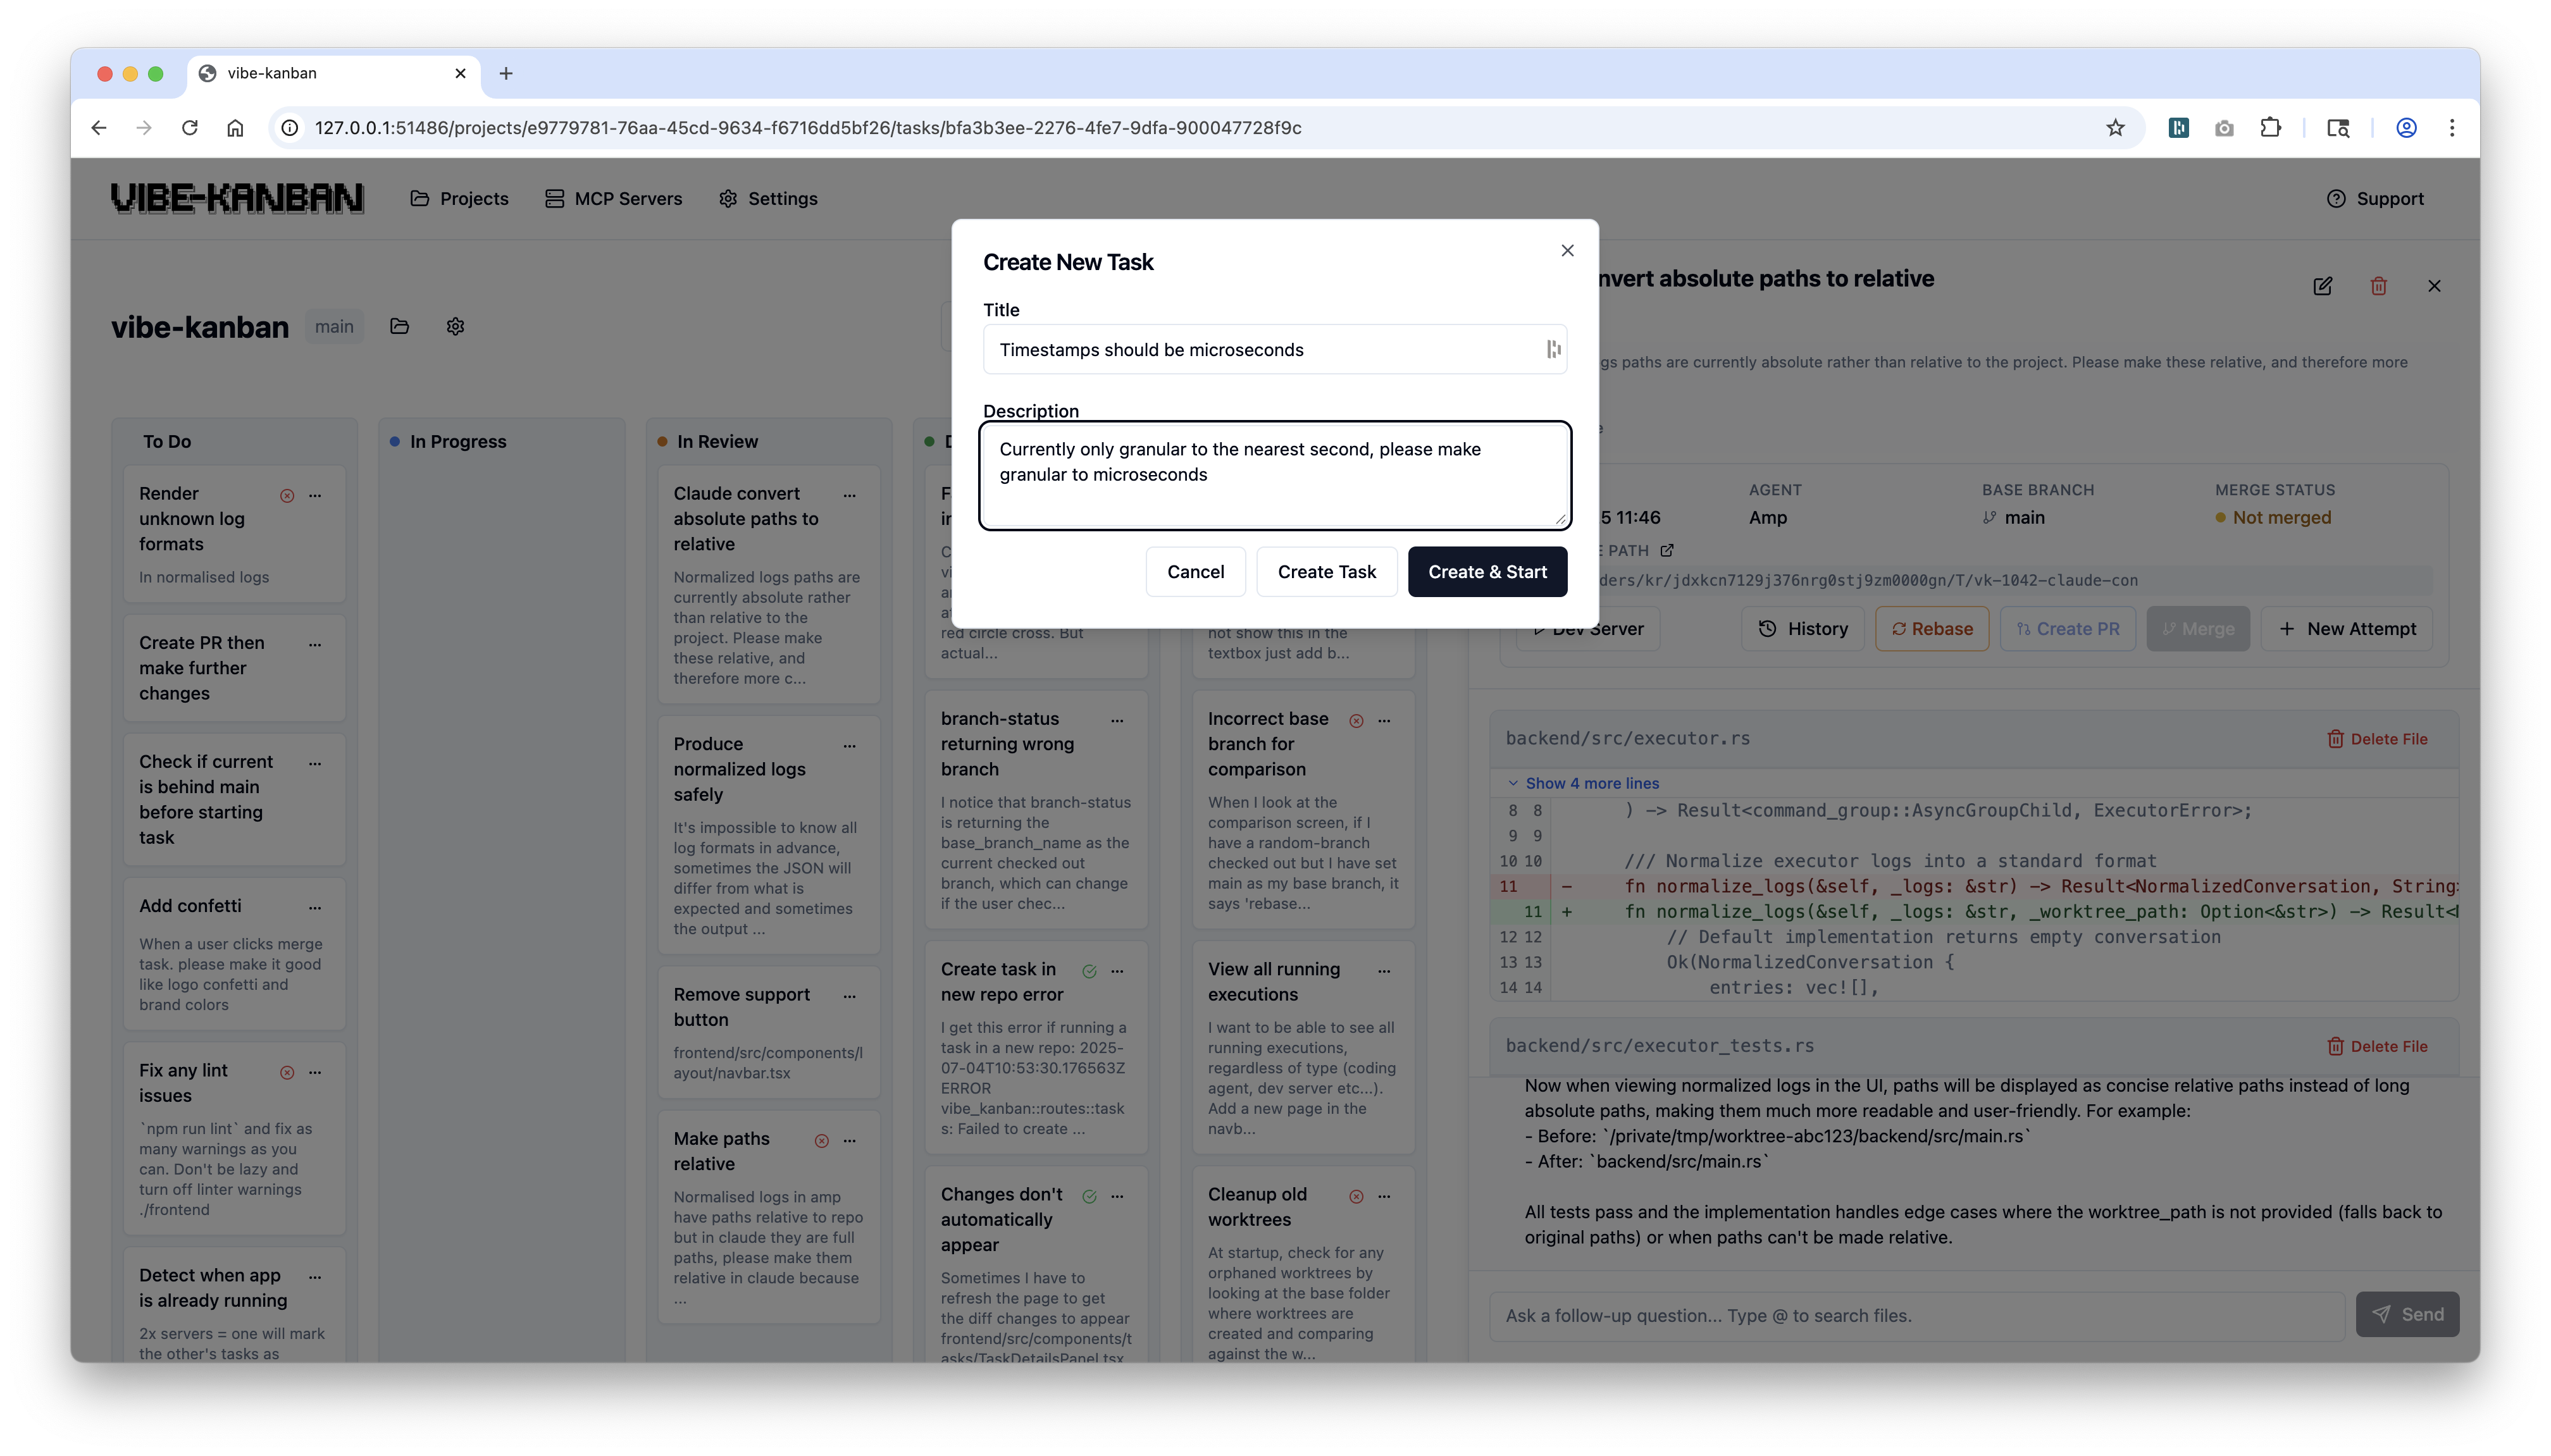 vibe-kanban
127.0.0.1:51486/projects/e9779781-76aa-45cd-9634-f6716dd5bf26/tasks/bfa3b3ee-2276-4fe7-9dfa-900047728f9c
VIBE-KANBAN
Projects
MCP Servers
Settings
Support
vibe-kanban
main
To Do
Render
unknown log
formats
In normalised logs
Create PR then
make further
changes
Check if current
is behind main
before starting
task
Add confetti
When a user clicks merge
task. please make it good
like logo confetti and
brand colors
Fix any lint
issues
`npm run lint` and fix as
many warnings as you
can. Don't be lazy and
turn off linter warnings
./frontend
Detect when app
is already running
2x servers = one will mark
the other's tasks as
In Progress
In Review
Claude convert
absolute paths to
relative
Normalized logs paths are
currently absolute rather
than relative to the
project. Please make
these relative, and
therefore more c...
Produce
normalized logs
safely
It's impossible to know all
log formats in advance,
sometimes the JSON will
differ from what is
expected and sometimes
the output ...
Remove support
button
frontend/src/components/l
ayout/navbar.tsx
Make paths
relative
Normalised logs in amp
have paths relative to repo
but in claude they are full
paths, please make them
relative in claude because
...
red circle cross. But
actual...
branch-status
returning wrong
branch
I notice that branch-status
is returning the
base_branch_name as the
current checked out
branch, which can change
if the user chec...
Create task in
new repo error
I get this error if running a
task in a new repo: 2025-
07-04T10:53:30.176563Z
ERROR
vibe_kanban::routes::task
s: Failed to create ...
Changes don't
automatically
appear
Sometimes I have to
refresh the page to get
the diff changes to appear
frontend/src/components/t
asks/TaskDetailsPanel.tsx
not show this in the
textbox just add b...
Incorrect base
branch for
comparison
When I look at the
comparison screen, if I
have a random-branch
checked out but I have set
main as my base branch, it
says 'rebase...
View all running
executions
I want to be able to see all
running executions,
regardless of type (coding
agent, dev server etc...).
Add a new page in the
navb...
Cleanup old
worktrees
At startup, check for any
orphaned worktrees by
looking at the base folder
where worktrees are
created and comparing
against the w...
Create New Task
Title
Timestamps should be microseconds
Description
Currently only granular to the nearest second, please make
granular to microseconds
Cancel
Create Task
Create & Start
nvert absolute paths to relative
gs paths are currently absolute rather than relative to the project. Please make these relative, and therefore more
e
AGENT
BASE BRANCH
MERGE STATUS
5 11:46
Amp
main
Not merged
E PATH
ders/kr/jdxkcn7129j376nrg0stj9zm0000gn/T/vk-1042-claude-con
Dev Server
History
Rebase
Create PR
Merge
New Attempt
backend/src/executor.rs
Delete File
Show 4 more lines
8 8 ) -> Result<command_group::AsyncGroupChild, ExecutorError>;
9 9
10 10 /// Normalize executor logs into a standard format
11 - fn normalize_logs(&self, _logs: &str) -> Result<NormalizedConversation, String>
11 + fn normalize_logs(&self, _logs: &str, _worktree_path: Option<&str>) -> Result<N
12 12 // Default implementation returns empty conversation
13 13 Ok(NormalizedConversation {
14 14 entries: vec![],
backend/src/executor_tests.rs
Delete File
Now when viewing normalized logs in the UI, paths will be displayed as concise relative paths instead of long
absolute paths, making them much more readable and user-friendly. For example:
- Before: `/private/tmp/worktree-abc123/backend/src/main.rs`
- After: `backend/src/main.rs`
All tests pass and the implementation handles edge cases where the worktree_path is not provided (falls back to
original paths) or when paths can't be made relative.
Ask a follow-up question... Type @ to search files.
Send